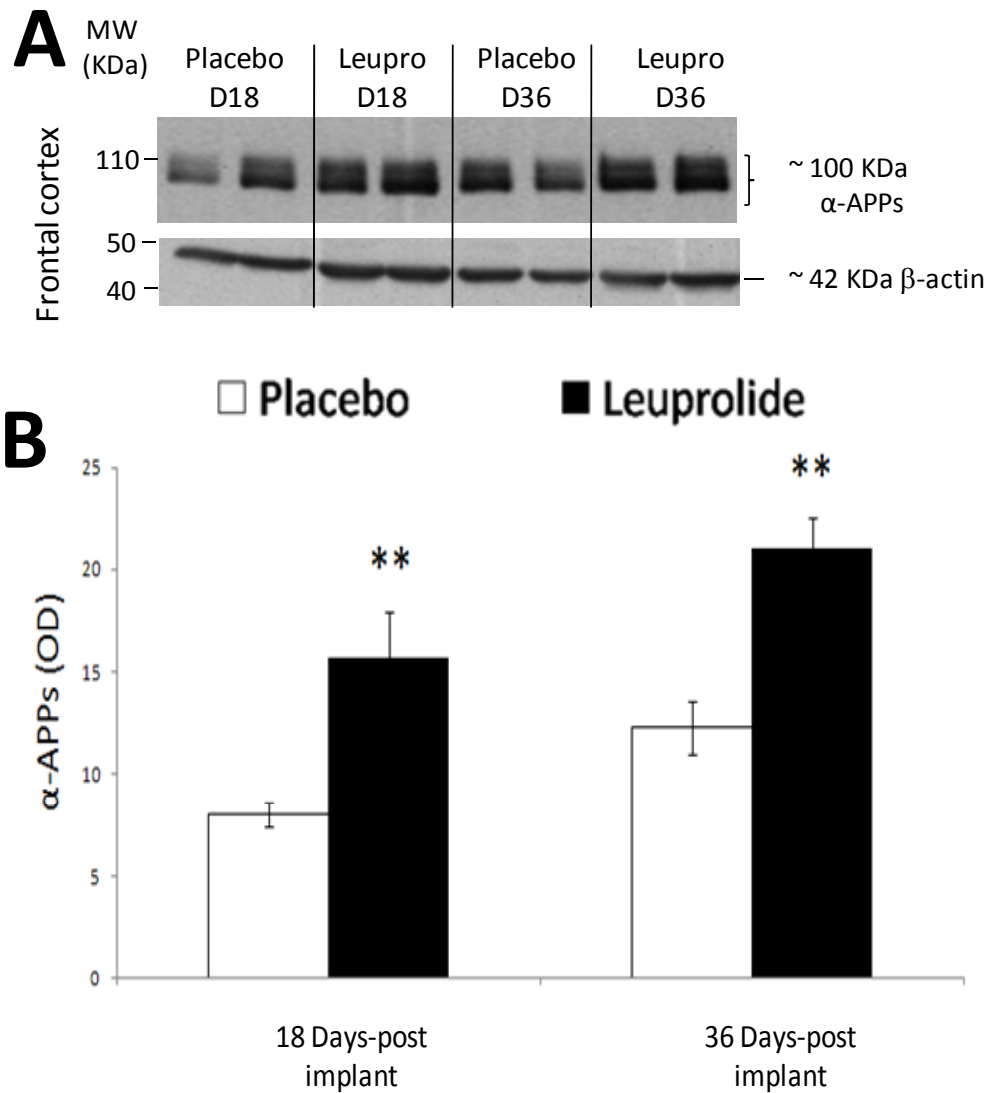 A
MW
(KDa)
Placebo
D18
Leupro
D18
Placebo
D36
Leupro
D36
Frontal cortex
110
~ 100 KDa
α-APPs
50
40
~ 42 KDa β-actin
Placebo
Leuprolide
B
α-APPs (OD)
25
20
15
10
5
0
**
**
18 Days-post
implant
36 Days-post
implant